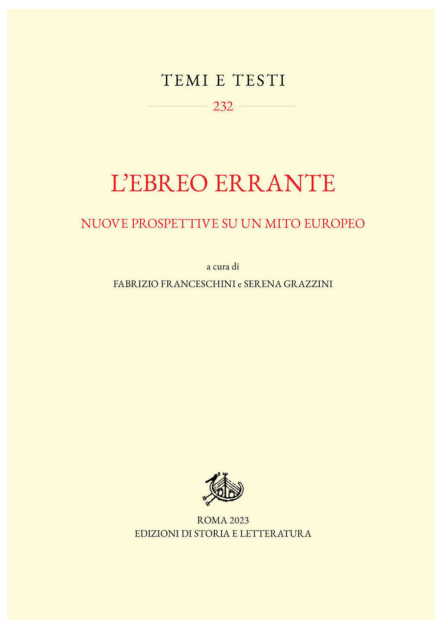 TEMI E TESTI
232
L'EBREO ERRANTE
NUOVE PROSPETTIVE SU UN MITO EUROPEO
a cura di
FABRIZIO FRANCESCHINI e SERENA GRAZZINI
ROMA 2023
EDIZIONI DI STORIA E LETTERATURA